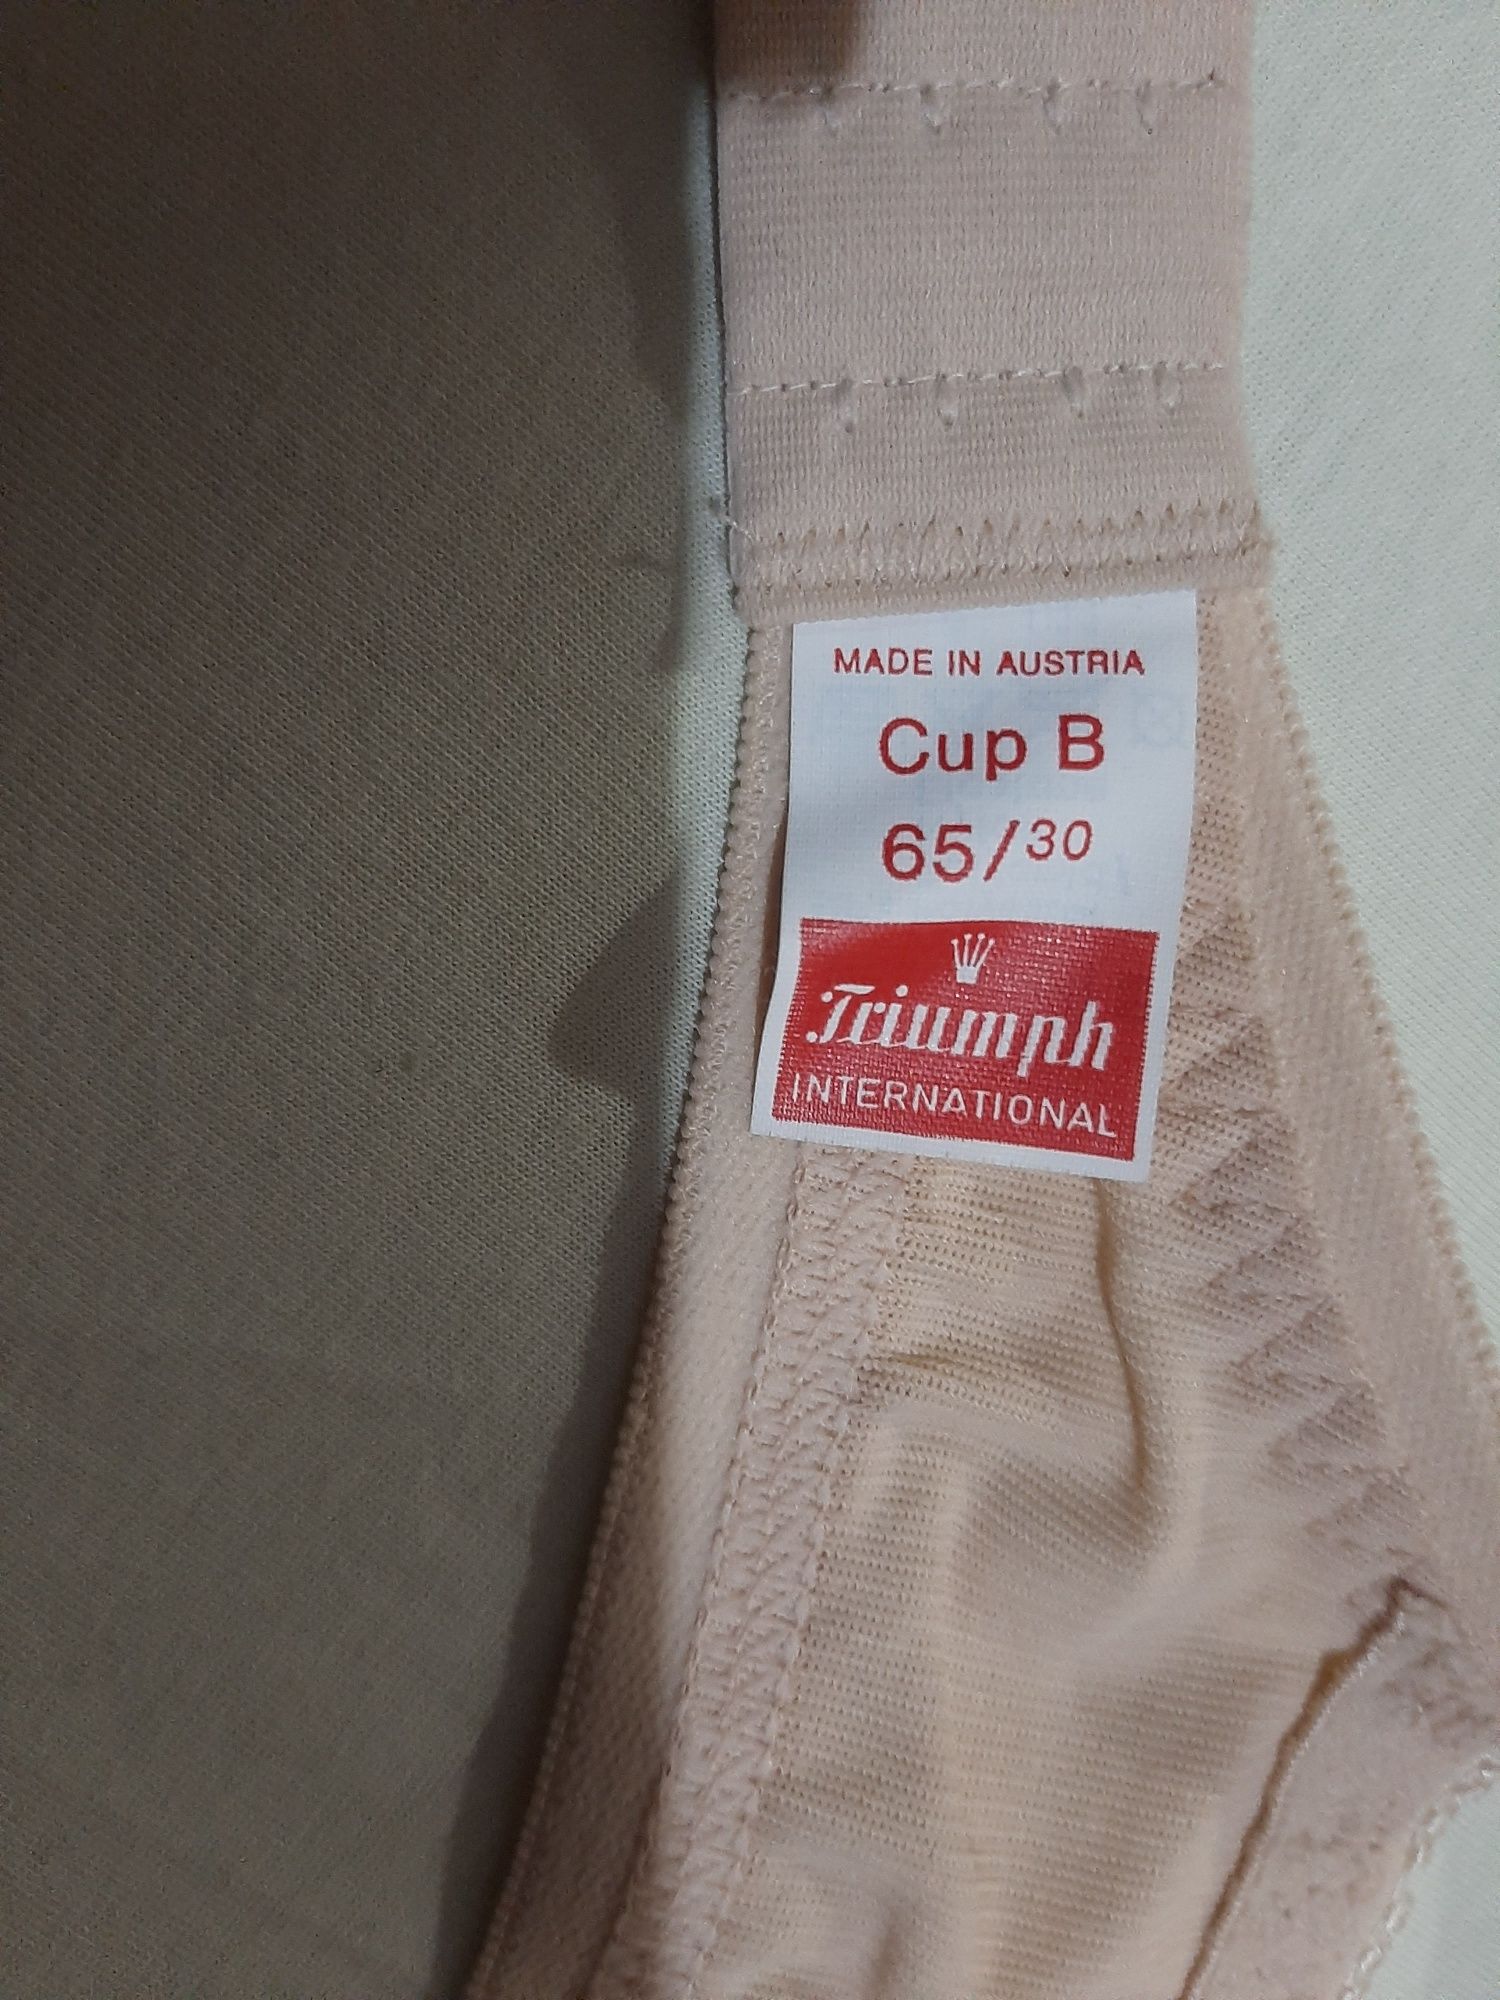 MADE IN AUSTRIA
Cup B
65/30
Triumph
INTERNATIONAL